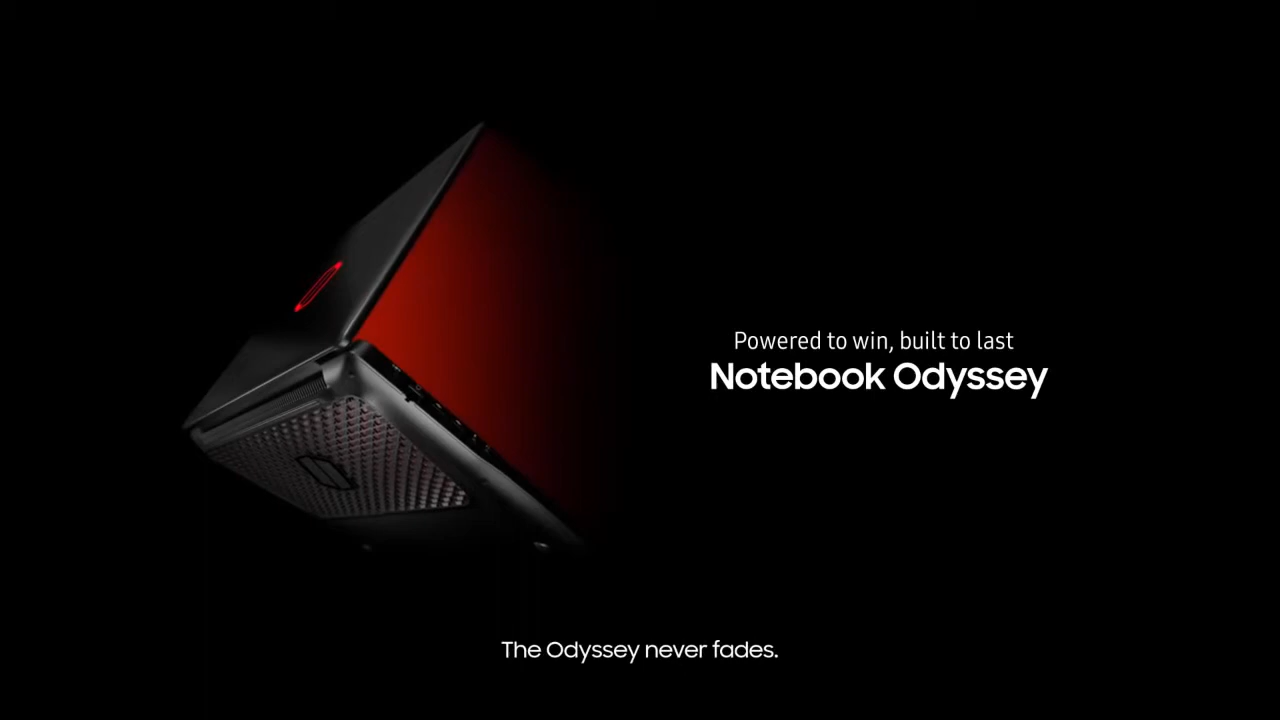 Powered to win, built to last
Notebook Odyssey
The Odyssey never fades.